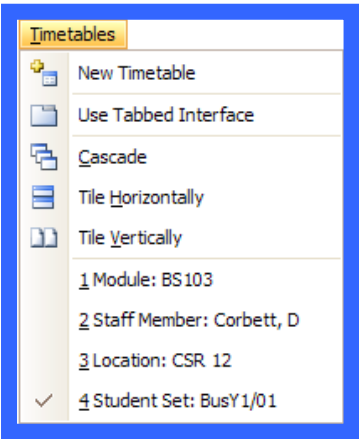 Timetables
New Timetable
Use Tabbed Interface
Cascade
Tile Horizontally
Tile Vertically
1 Module: BS103
2 Staff Member: Corbett, D
3 Location: CSR 12
4 Student Set: BusY1/01